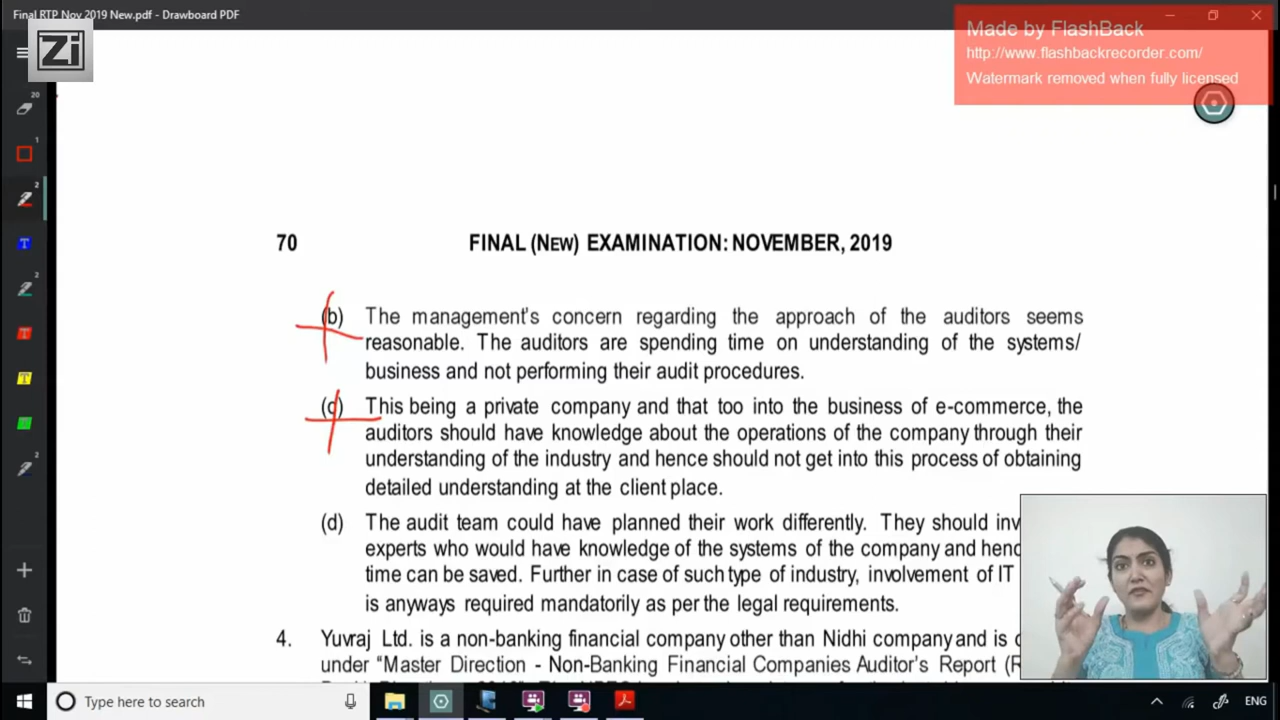 Final RTP Nov 2019 New.pdf - Drawboard PDF
Zi
Made by FlashBack
http://www.flashbackrecorder.com/
Watermark removed when fully licensed
20
1
2
T
2
T
T
2
70 FINAL (NEW) EXAMINATION: NOVEMBER, 2019
(b) The management's concern regarding the approach of the auditors seems
reasonable. The auditors are spending time on understanding of the systems/
business and not performing their audit procedures.
(c) This being a private company and that too into the business of e-commerce, the
auditors should have knowledge about the operations of the company through their
understanding of the industry and hence should not get into this process of obtaining
detailed understanding at the client place.
(d) The audit team could have planned their work differently. They should inv
experts who would have knowledge of the systems of the company and henc
time can be saved. Further in case of such type of industry, involvement of IT
is anyways required mandatorily as per the legal requirements.
4. Yuvraj Ltd. is a non-banking financial company other than Nidhi company and is
under “Master Direction - Non-Banking Financial Companies Auditor's Report (R
Type here to search
ENG